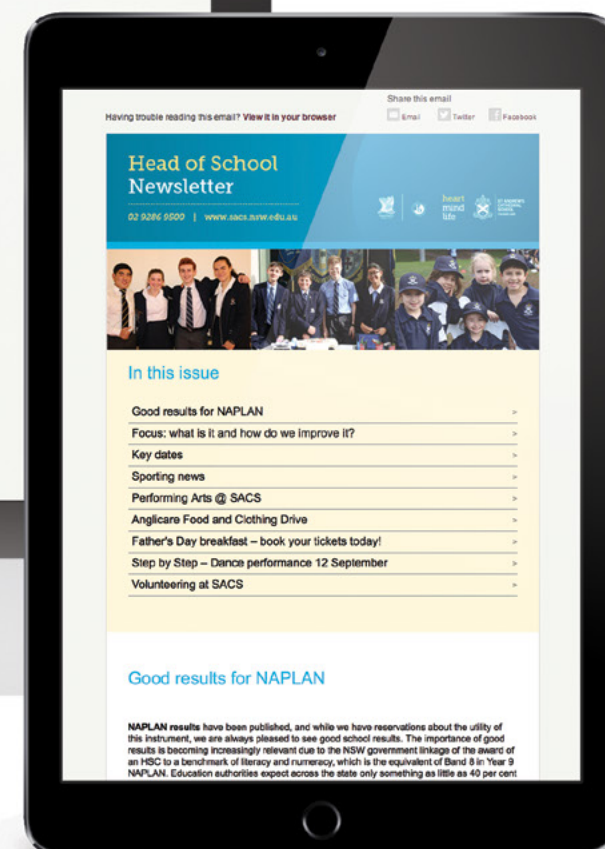 Share this email
Having trouble reading this email? View it in your browser
Email Twitter Facebook
Head of School
Newsletter
02 9286 9500 | www.sacs.nsw.edu.au
heart
mind
life
ST ANDREW'S
CATHEDRAL
SCHOOL
In this issue
Good results for NAPLAN >
Focus: what is it and how do we improve it? >
Key dates >
Sporting news >
Performing Arts @ SACS >
Anglicare Food and Clothing Drive >
Father's Day breakfast – book your tickets today! >
Step by Step – Dance performance 12 September >
Volunteering at SACS >
Good results for NAPLAN
NAPLAN results have been published, and while we have reservations about the utility of
this instrument, we are always pleased to see good school results. The importance of good
results is becoming increasingly relevant due to the NSW government linkage of the award of
an HSC to a benchmark of literacy and numeracy, which is the equivalent of Band 8 in Year 9
NAPLAN. Education authorities expect across the state only something as little as 40 per cent